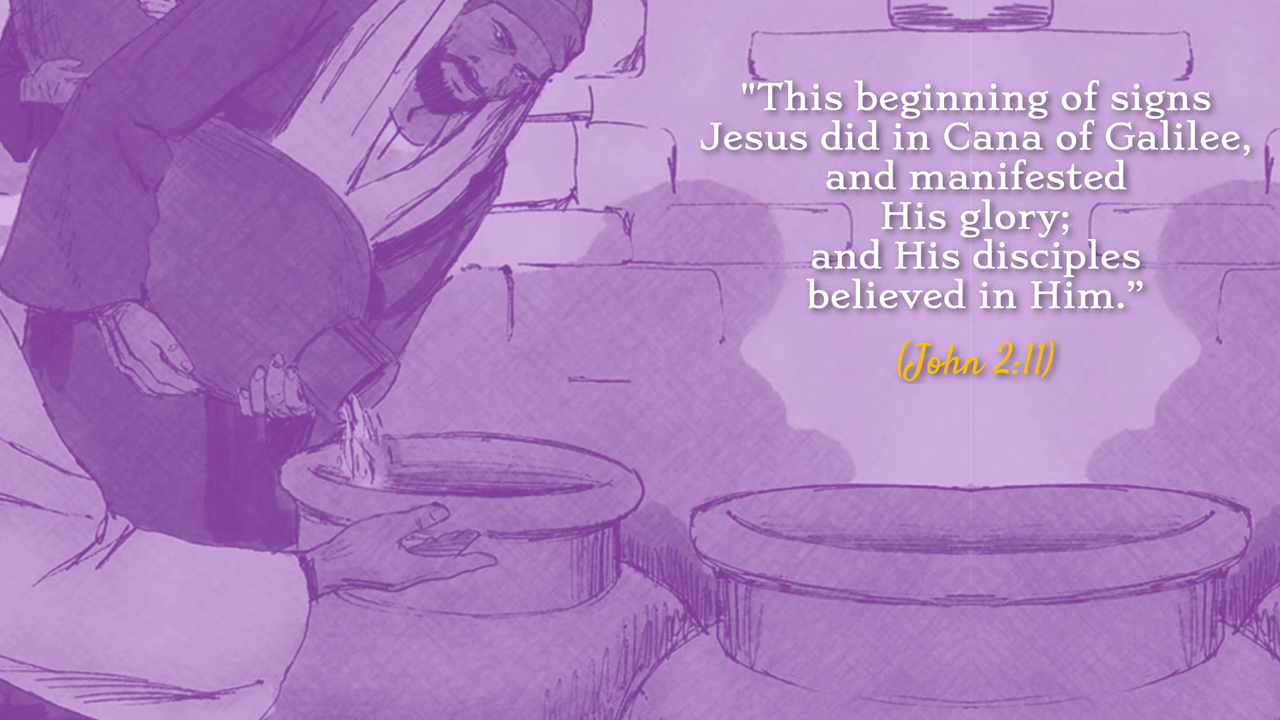 "This beginning of signs
Jesus did in Cana of Galilee,
and manifested
His glory;
and His disciples
believed in Him.”
(John 2:11)